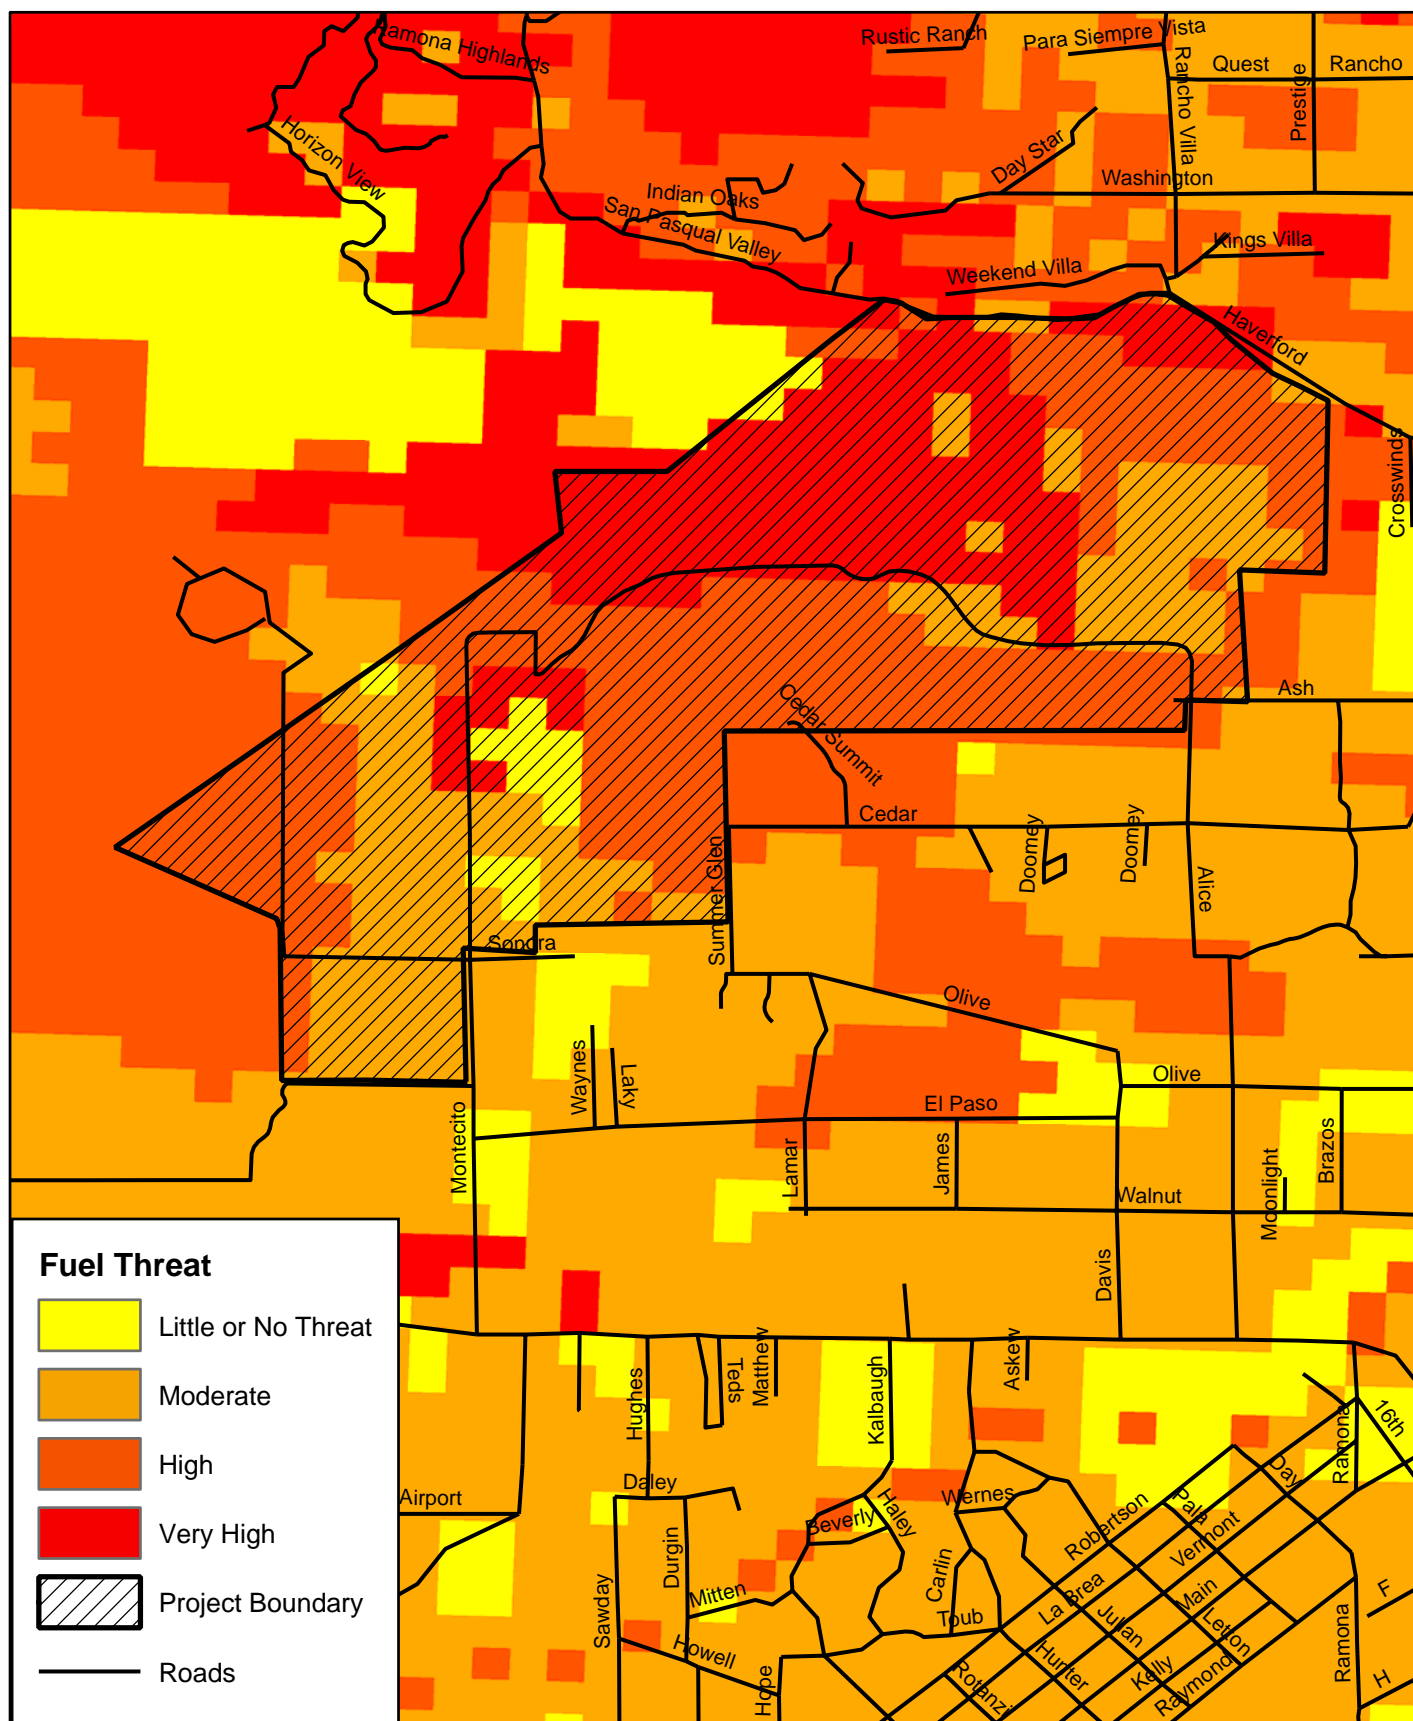 Ramona Highlands
Rustic Ranch
Para Siempre Vista
Rancho Villa
Quest
Prestige
Rancho
Horizon View
Day Star
Washington
Indian Oaks
San Pasqual Valley
Kings Villa
Weekend Villa
Haverford
Crosswinds
Ash
Cedar Summit
Cedar
Doomey
Doomey
Summer Glen
Alice
Sonora
Olive
Waynes
Laky
Olive
El Paso
Montecito
Lamar
James
Walnut
Moonlight
Brazos
Davis
Fuel Threat
Little or No Threat
Moderate
High
Very High
Project Boundary
Roads
Hughes
Teds
Matthew
Kalbaugh
Askew
Ramona
16th
Daley
Airport
Wernes
Day
Pala
Haley
Beverly
Robertson
Vermont
Durgin
Carlin
Mitten
La Brea
Main
F
Sawday
Toub
Julian
Letton
Howell
Hunter
Kelly
Ramona
Hope
Rotanzi
Raymond
H